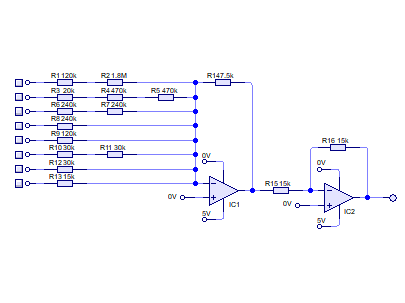 R1 120k R2 1.8M R14 7.5k
R3 20k R4 470k R5 470k
R6 240k R7 240k
R8 240k
R9 120k
R10 30k R11 30k
R12 30k
R13 15k
0V
0V
5V
IC1
R15 15k
R16 15k
0V
0V
5V
IC2